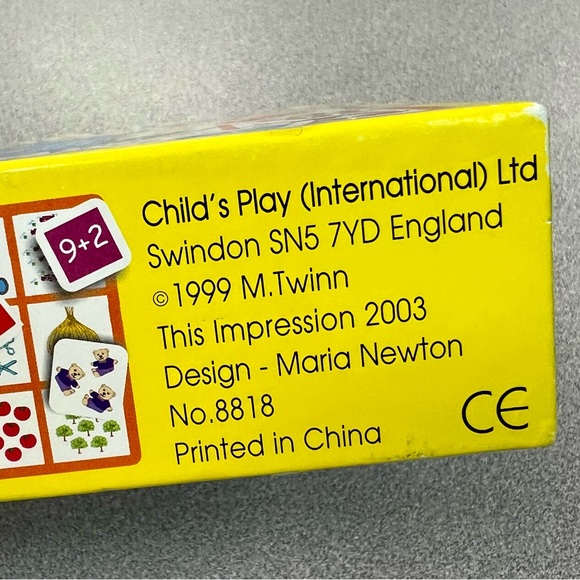 9+2
Child's Play (International) Ltd
Swindon SN5 7YD England
© 1999 M.Twinn
This Impression 2003
Design - Maria Newton
No.8818
Printed in China
CE